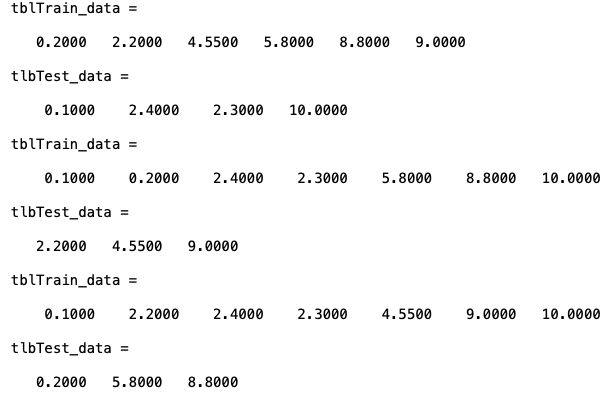 tblTrain_data =
0.2000 2.2000 4.5500 5.8000 8.8000 9.0000
tlbTest_data =
0.1000 2.4000 2.3000 10.0000
tblTrain_data =
0.1000 0.2000 2.4000 2.3000 5.8000 8.8000 10.0000
tlbTest_data =
2.2000 4.5500 9.0000
tblTrain_data =
0.1000 2.2000 2.4000 2.3000 4.5500 9.0000 10.0000
tlbTest_data =
0.2000 5.8000 8.8000